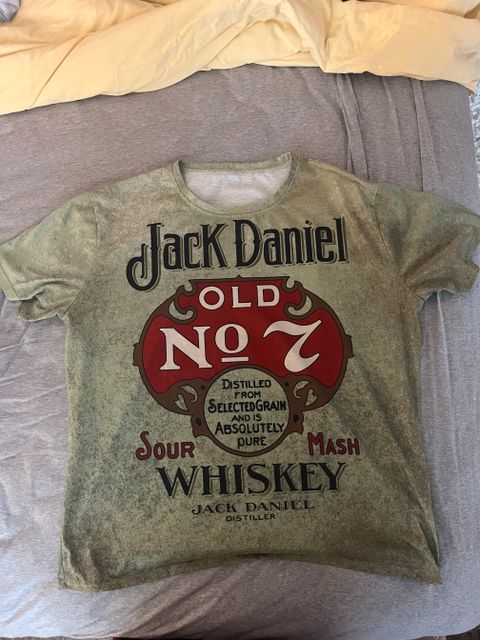 Jack Daniel
OLD
No 7
DISTILLED
FROM
SELECTED GRAIN
AND IS
ABSOLUTELY
PURE
SOUR MASH
WHISKEY
JACK DANIEL
DISTILLER